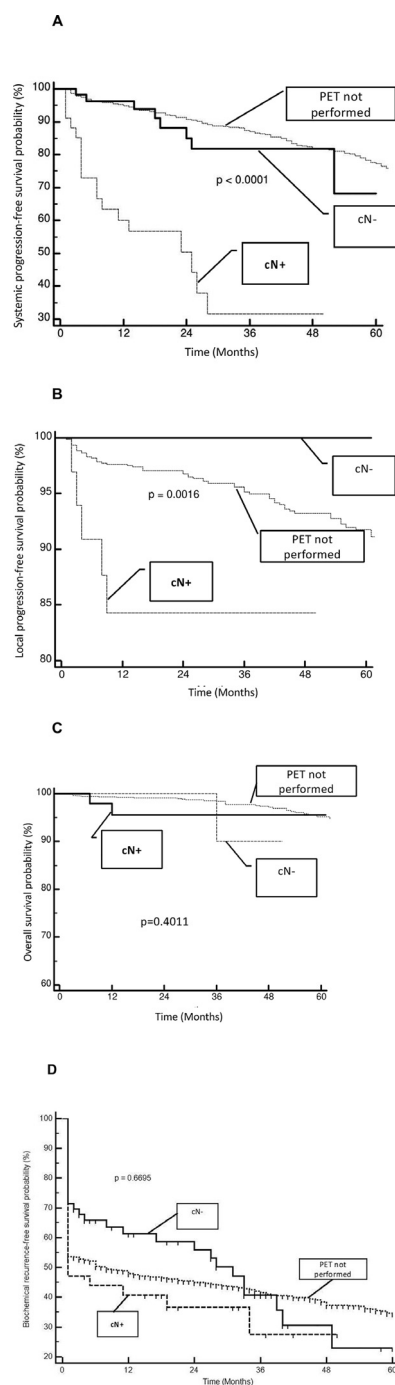 A
Systemic progression-free survival probability (%)
100
90
80
70
60
50
40
30
PET not
performed
p < 0.0001
cN-
cN+
0
12
24
36
48
60
Time (Months)
B
Local progression-free survival probability (%)
100
95
90
85
80
cN-
p = 0.0016
PET not
performed
cN+
0
12
24
36
48
60
Time (Months)
C
Overall survival probability (%)
100
95
90
85
80
90
60
PET not
performed
cN+
cN-
p=0.4011
0
12
24
36
48
60
Time (Months)
D
Biochemical recurrence-free survival probability (%)
100
90
80
70
60
50
40
30
20
p = 0.6695
cN-
PET not
performed
cN+
0
12
24
36
48
60
Time (Months)